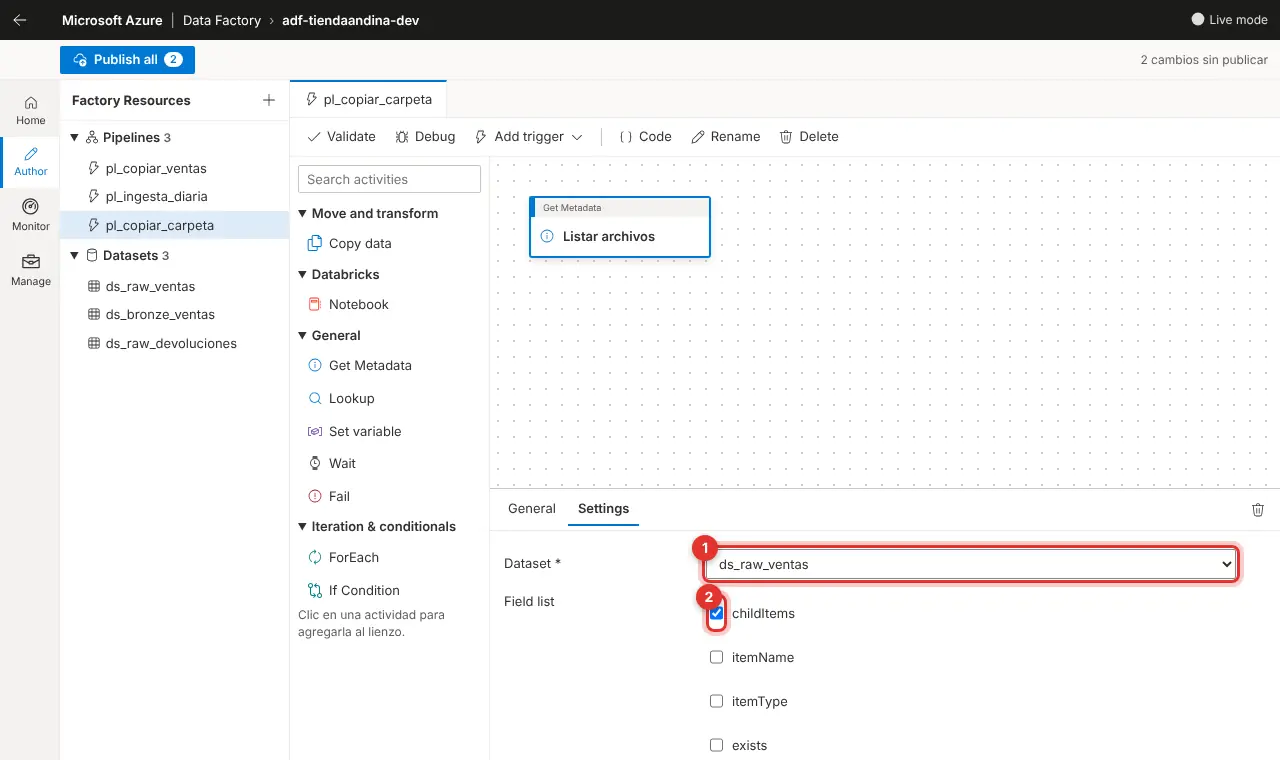 Microsoft Azure | Data Factory › adf-tiendaandina-dev
Live mode
Publish all 2
2 cambios sin publicar
Home
Author
Monitor
Manage
Factory Resources
Pipelines 3
pl_copiar_ventas
pl_ingesta_diaria
pl_copiar_carpeta
Datasets 3
ds_raw_ventas
ds_bronze_ventas
ds_raw_devoluciones
pl_copiar_carpeta
Validate
Debug
Add trigger
Code
Rename
Delete
Search activities
Move and transform
Copy data
Databricks
Notebook
General
Get Metadata
Lookup
Set variable
Wait
Fail
Iteration & conditionals
ForEach
If Condition
Clic en una actividad para
agregarla al lienzo.
Get Metadata
Listar archivos
General
Settings
Dataset *
1
ds_raw_ventas
Field list
2
childItems
itemName
itemType
exists